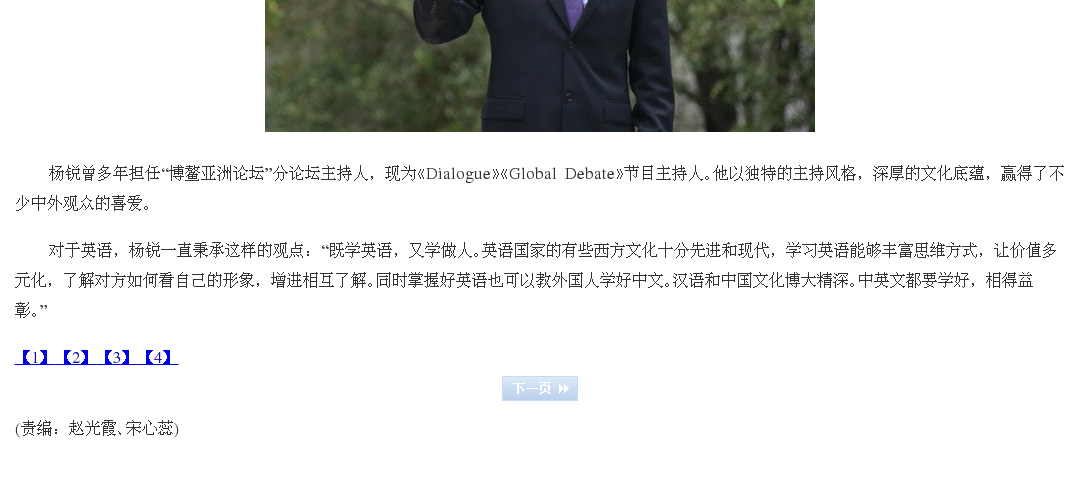 杨锐曾多年担任“博鳌亚洲论坛”分论坛主持人，现为《Dialogue》《Global Debate》节目主持人。他以独特的主持风格，深厚的文化底蕴，赢得了不
少中外观众的喜爱。
对于英语，杨锐一直秉承这样的观点：“既学英语，又学做人。英语国家的有些西方文化十分先进和现代，学习英语能够丰富思维方式，让价值多
元化，了解对方如何看自己的形象，增进相互了解。同时掌握好英语也可以教外国人学好中文。汉语和中国文化博大精深。中英文都要学好，相得益
彰。”
【1】 【2】 【3】 【4】
下一页
(责编：赵光霞、宋心蕊)